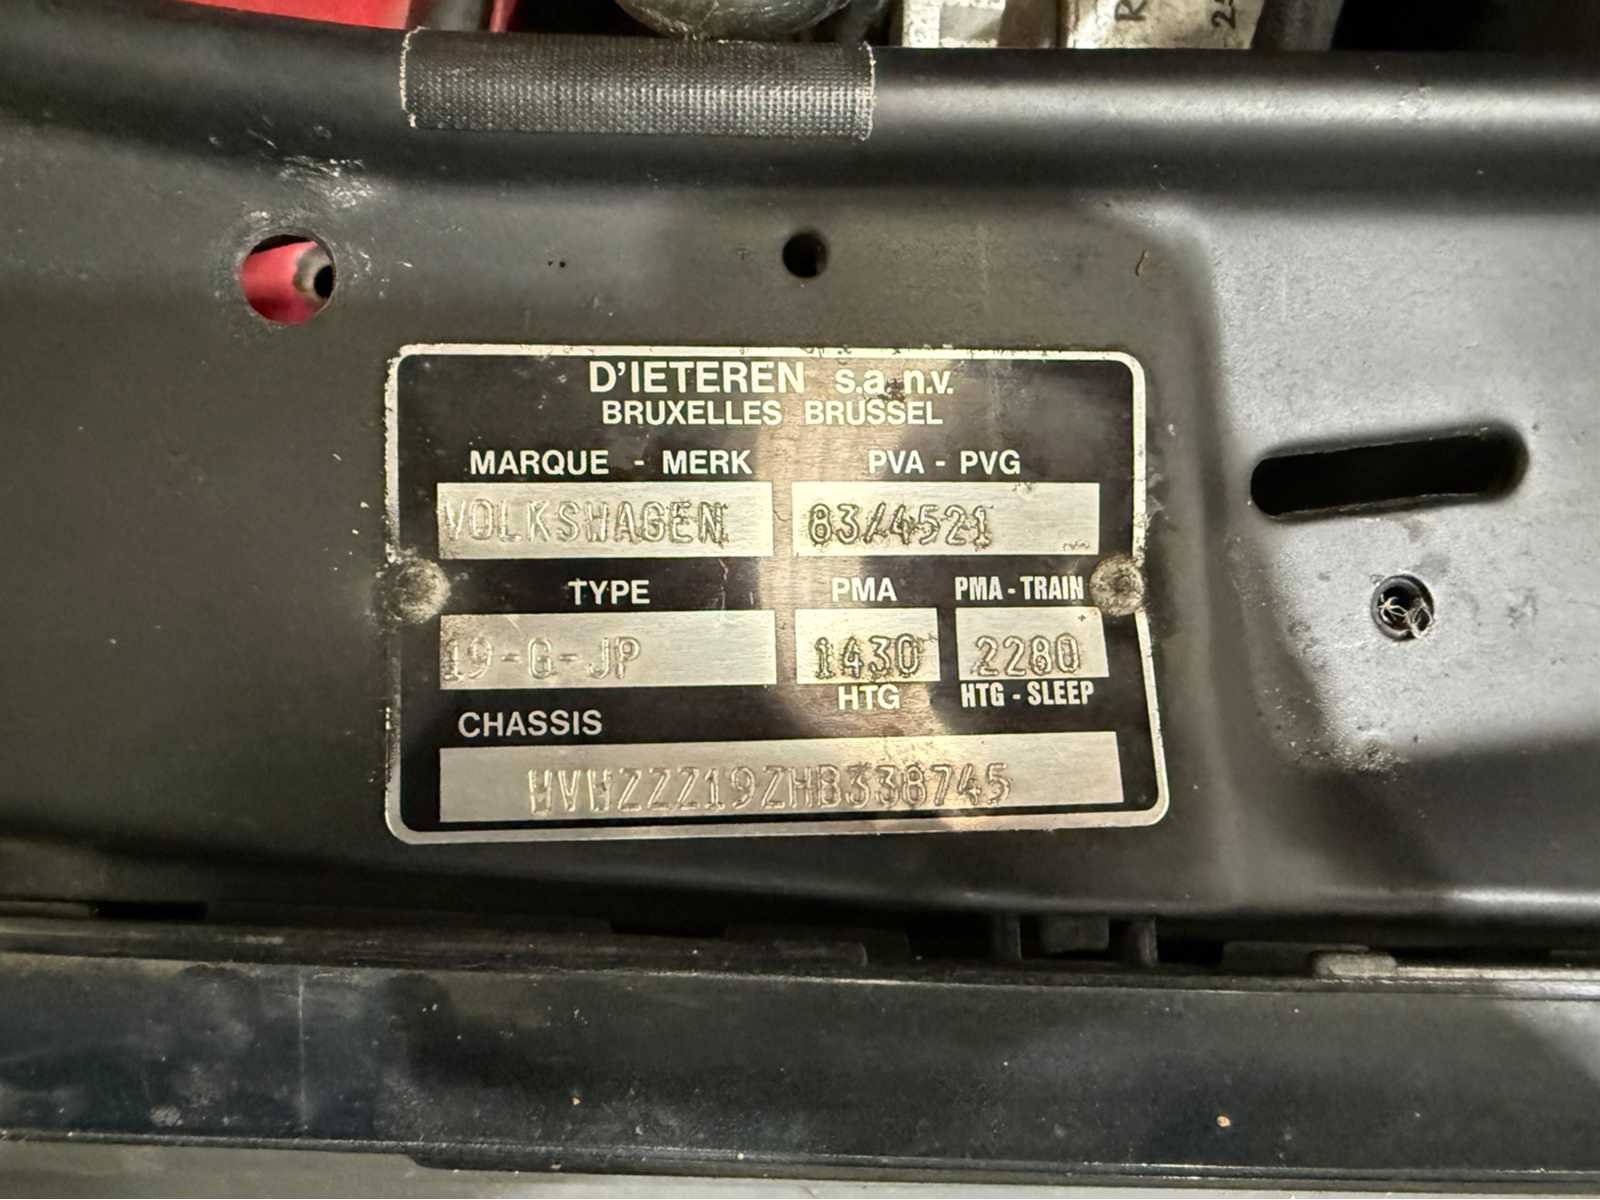 D'IETEREN s.a. n.v.
BRUXELLES BRUSSEL
MARQUE - MERK PVA - PVG
VOLKSWAGEN 83/4521
TYPE PMA PMA - TRAIN
19-G-JP 1430 2280
HTG HTG - SLEEP
CHASSIS
WVWZZZ19ZHB338745